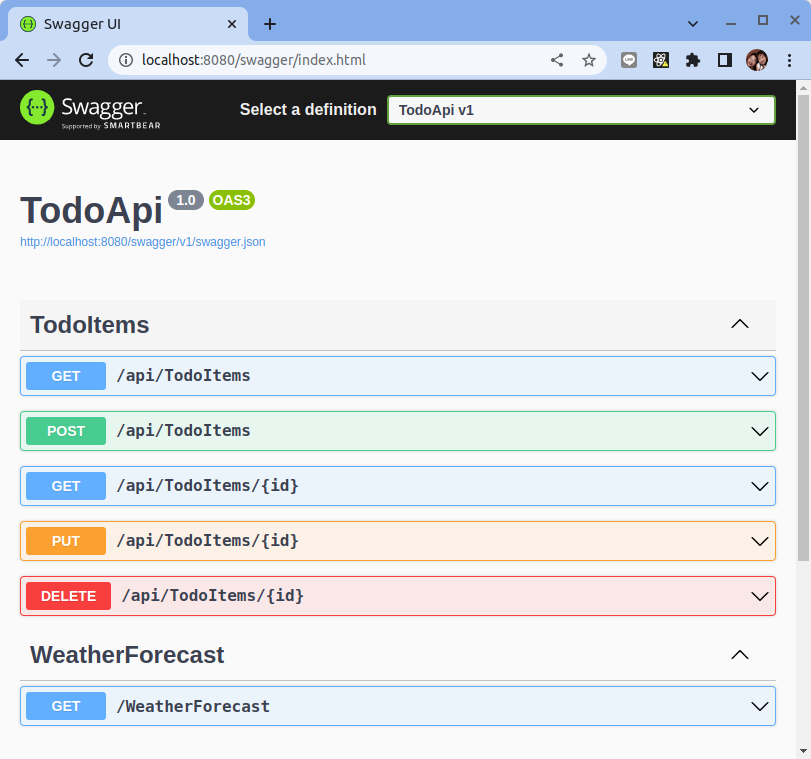 Swagger UI
localhost:8080/swagger/index.html
Swagger
Supported by SMARTBEAR
Select a definition
TodoApi v1
TodoApi 1.0 OAS3
http://localhost:8080/swagger/v1/swagger.json
TodoItems
GET /api/TodoItems
POST /api/TodoItems
GET /api/TodoItems/{id}
PUT /api/TodoItems/{id}
DELETE /api/TodoItems/{id}
WeatherForecast
GET /WeatherForecast